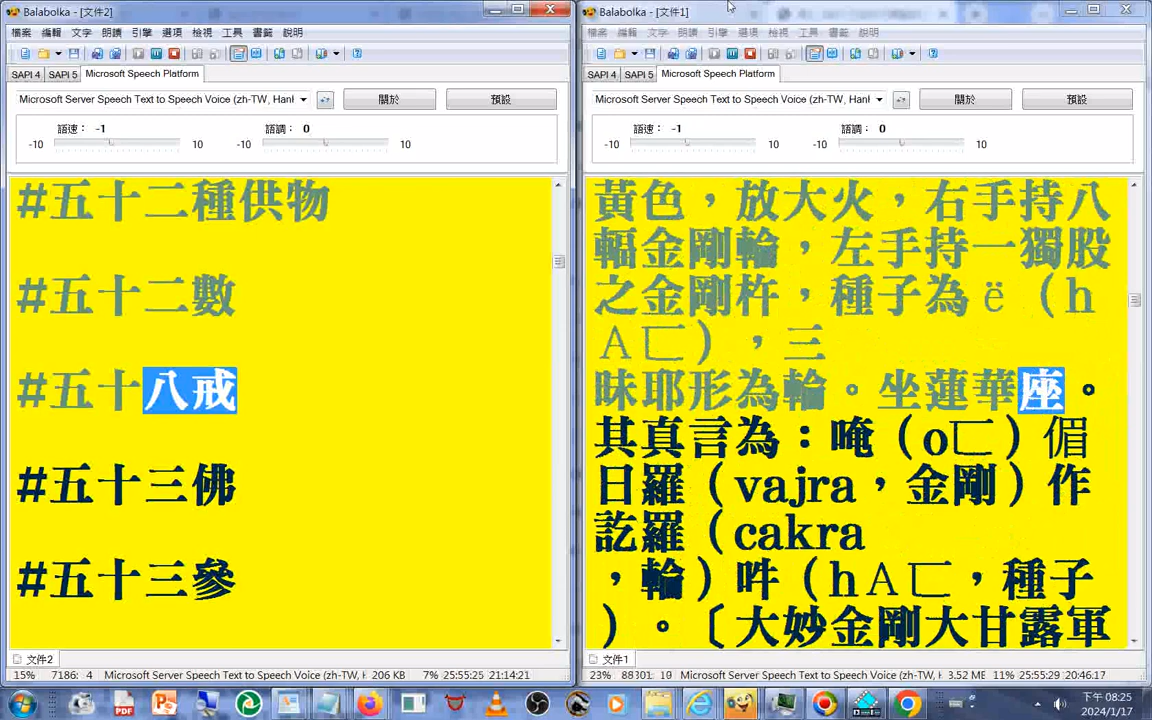 Balabolka - [文件2]
檔案 編輯 文字 朗讀 引擎 選項 檢視 工具 書籤 說明
SAPI 4 SAPI 5 Microsoft Speech Platform
Microsoft Server Speech Text to Speech Voice (zh-TW, Hanl
關於
預設
語速： -1
語調： 0
-10 10 -10 10
#五十二種供物
#五十二數
#五十八戒
#五十三佛
#五十三參
文件2
15% 7186: 4 Microsoft Server Speech Text to Speech Voice (zh-TW, H 206 KB 7% 25:55:25 21:14:21
Balabolka - [文件1]
檔案 編輯 文字 朗讀 引擎 選項 檢視 工具 書籤 說明
SAPI 4 SAPI 5 Microsoft Speech Platform
Microsoft Server Speech Text to Speech Voice (zh-TW, Hanl
關於
預設
語速： -1
語調： 0
-10 10 -10 10
黃色，放大火，右手持八
輻金剛輪，左手持一獨股
之金剛杵，種子為ë（h
Ａ匚），三
昧耶形為輪。坐蓮華座。
其真言為：唵（o匚）倨
日羅（vajra，金剛）作
訖羅（cakra
，輪）吽（hＡ匚，種子
）。〔大妙金剛大甘露軍
文件1
23% 88301: 10 Microsoft Server Speech Text to Speech Voice (zh-TW, H 3.52 MB 11% 25:55:29 20:46:17
下午 08:25
2024/1/17